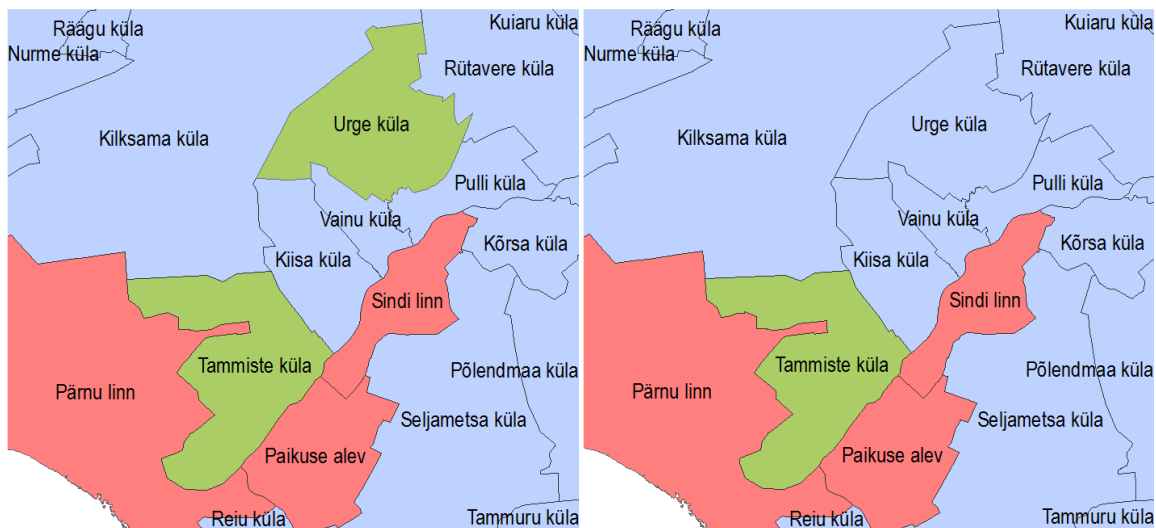 Räägu küla
Kuiaru küla
Nurme küla
Rütavere küla
Urge küla
Kilksama küla
Pulli küla
Vainu küla
Kõrsa küla
Kiisa küla
Sindi linn
Tammiste küla
Põlendmaa küla
Pärnu linn
Seljametsa küla
Paikuse alev
Reiu küla
Tammuru küla
Räägu küla
Kuiaru küla
Nurme küla
Rütavere küla
Urge küla
Kilksama küla
Pulli küla
Vainu küla
Kõrsa küla
Kiisa küla
Sindi linn
Tammiste küla
Põlendmaa küla
Pärnu linn
Seljametsa küla
Paikuse alev
Reiu küla
Tammuru küla